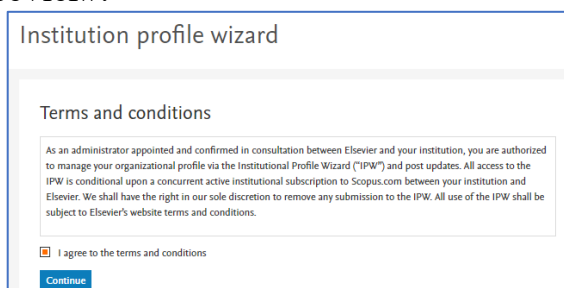 Institution profile wizard
Terms and conditions
As an administrator appointed and confirmed in consultation between Elsevier and your institution, you are authorized
to manage your organizational profile via the Institutional Profile Wizard (“IPW”) and post updates. All access to the
IPW is conditional upon a concurrent active institutional subscription to Scopus.com between your institution and
Elsevier. We shall have the right in our sole discretion to remove any submission to the IPW. All use of the IPW shall be
subject to Elsevier's website terms and conditions.
I agree to the terms and conditions
Continue